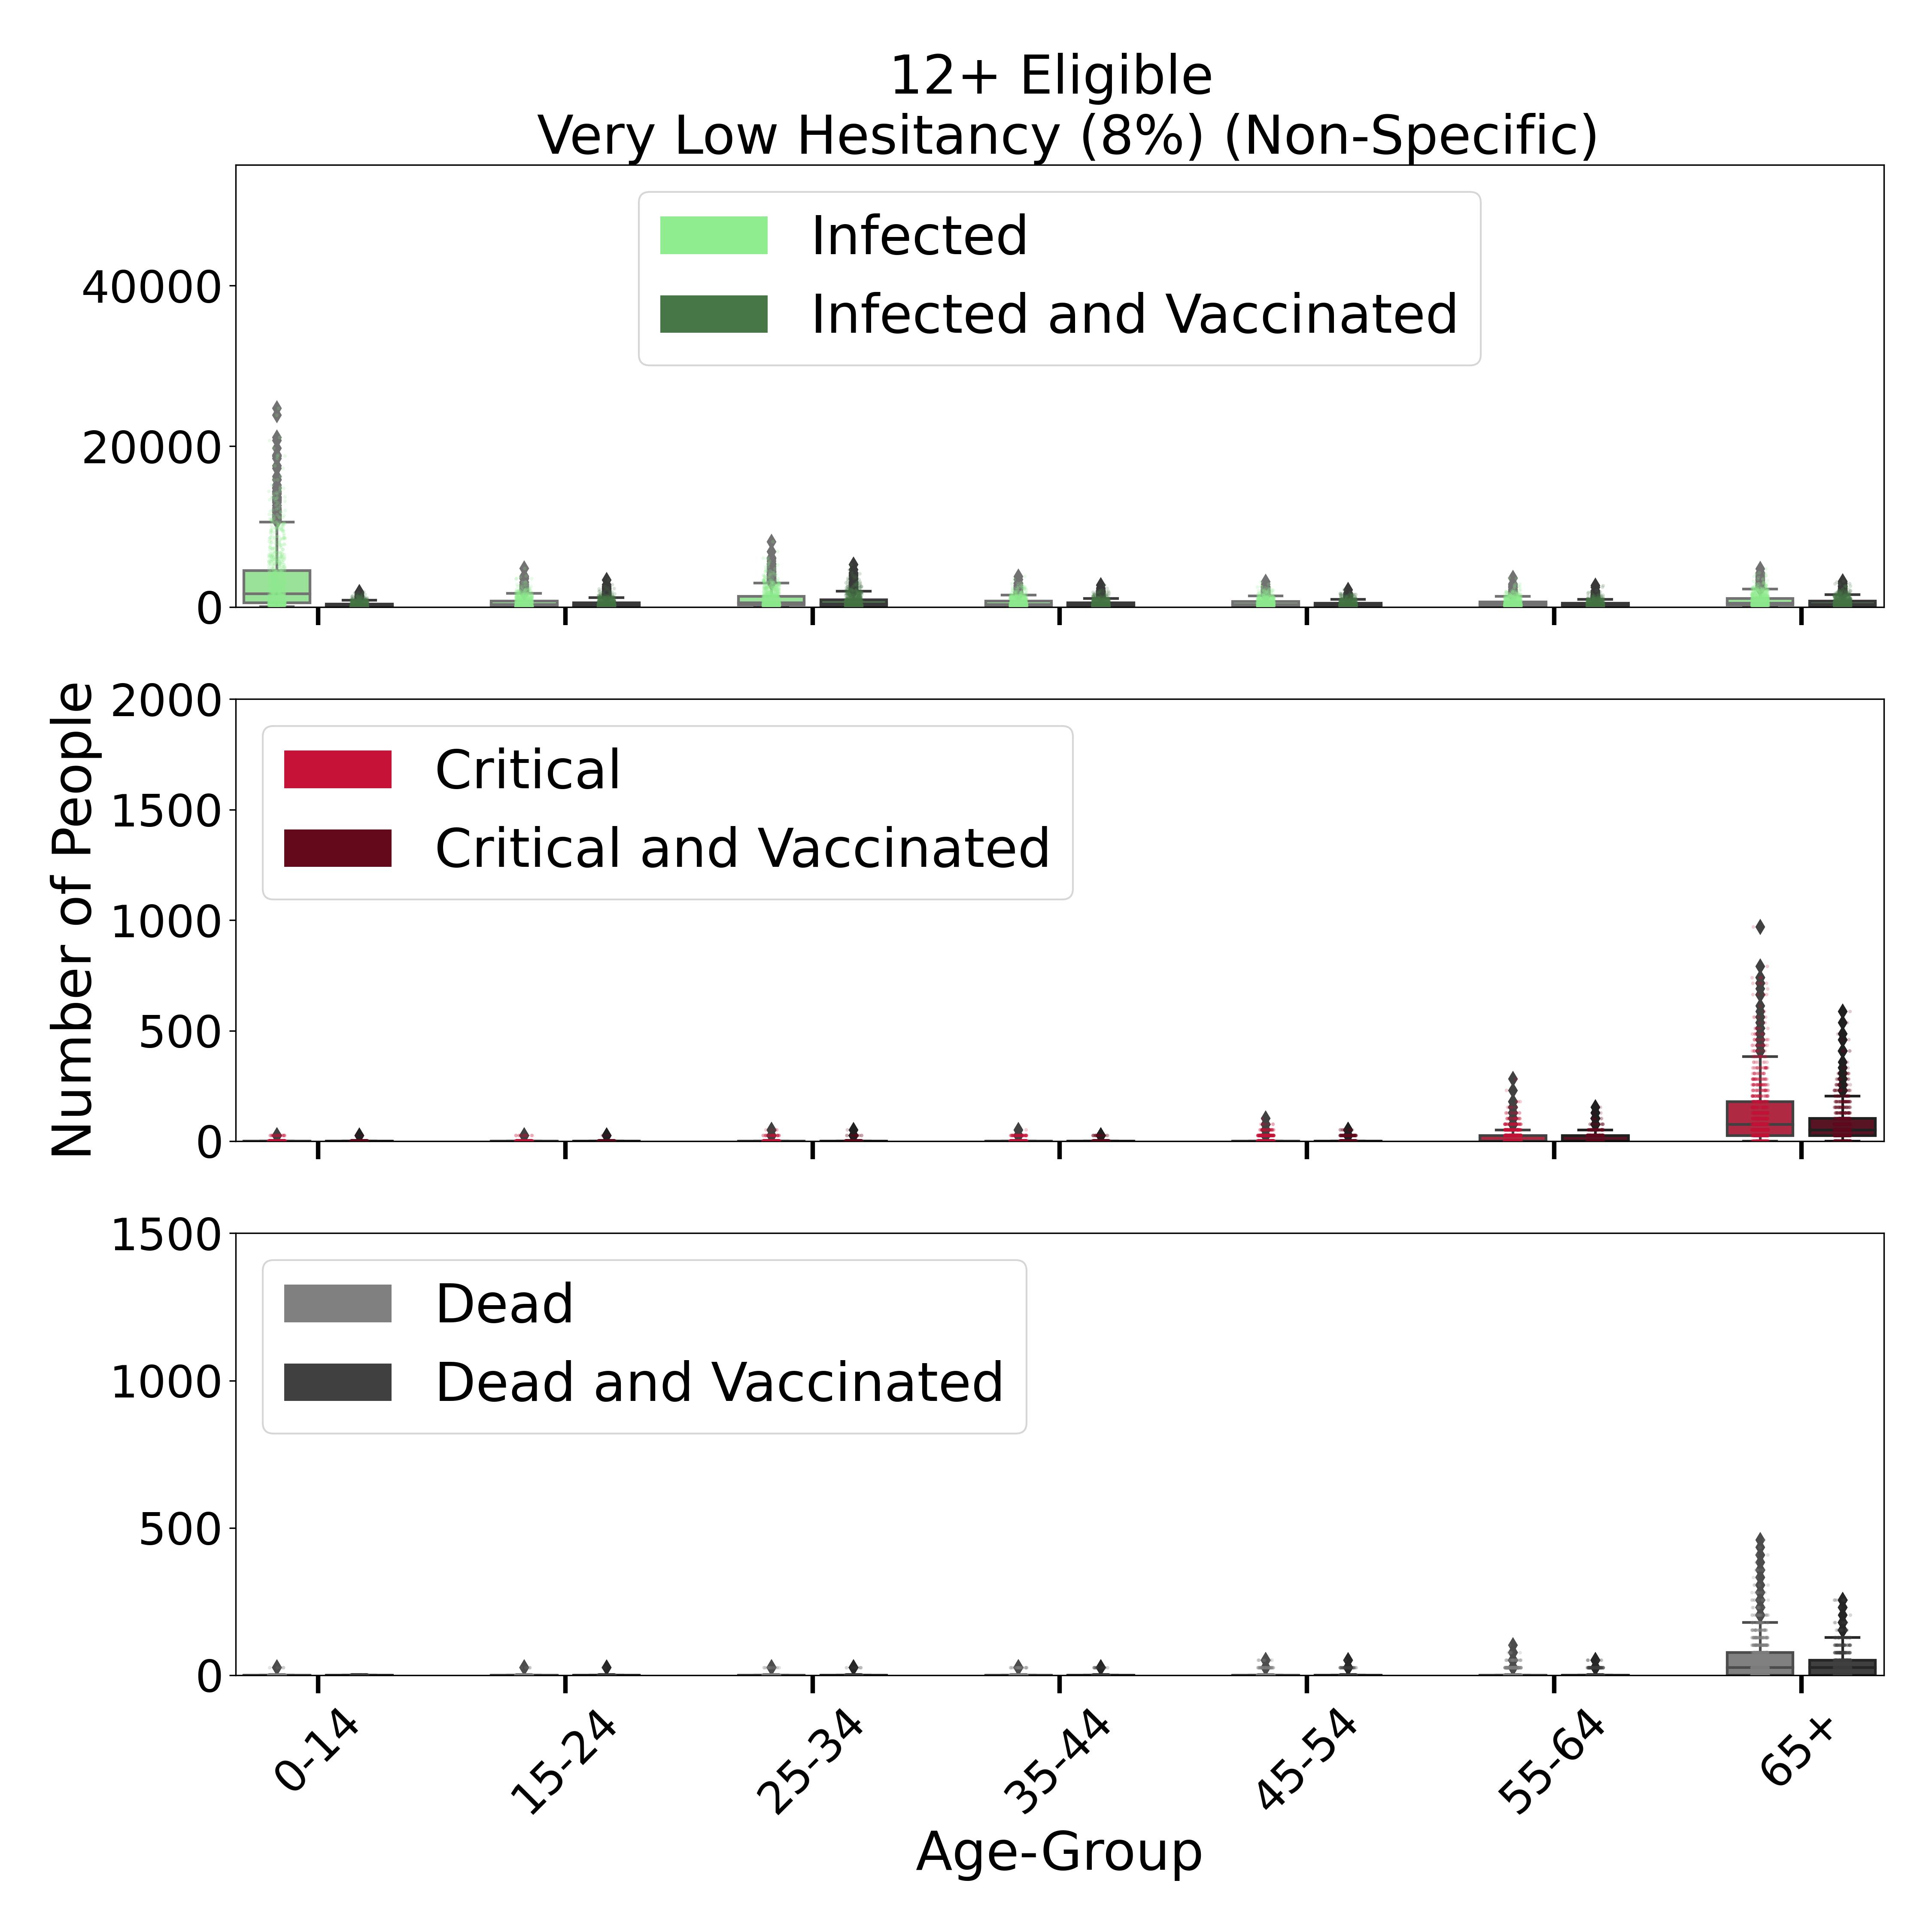 12+ Eligible
Very Low Hesitancy (8%) (Non-Specific)
Infected
Infected and Vaccinated
40000
20000
0
Number of People
2000
1500
1000
500
0
Critical
Critical and Vaccinated
1500
1000
500
0
Dead
Dead and Vaccinated
0-14
15-24
25-34
35-44
45-54
55-64
65+
Age-Group